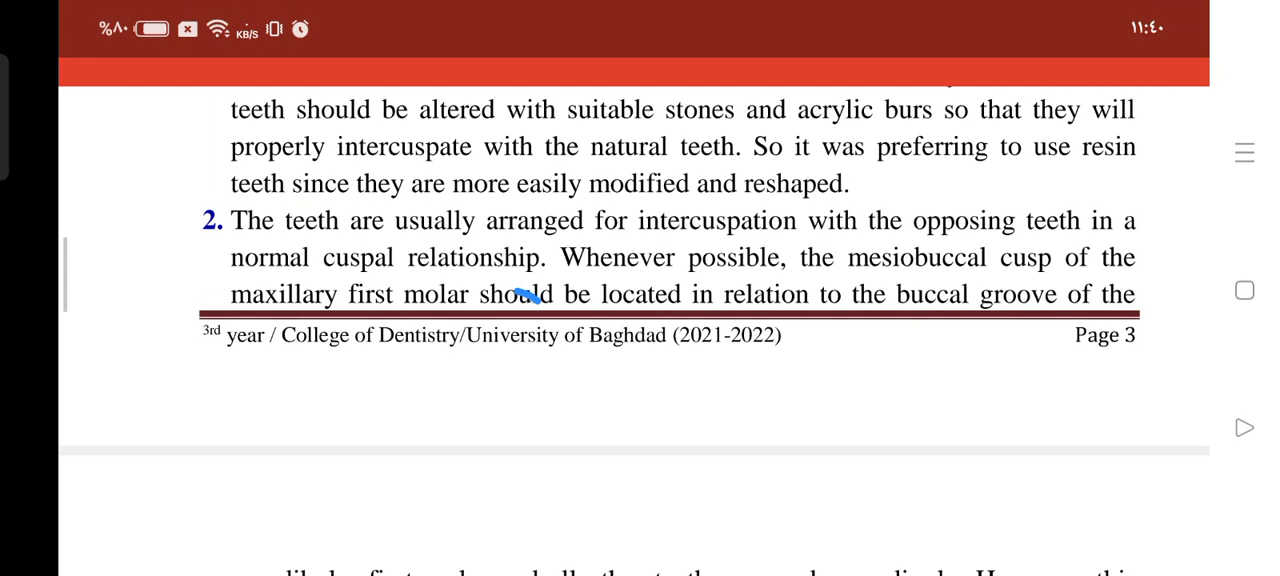 %٨٠ KB/S ١١:٤٠
teeth should be altered with suitable stones and acrylic burs so that they will
properly intercuspate with the natural teeth. So it was preferring to use resin
teeth since they are more easily modified and reshaped.
2. The teeth are usually arranged for intercuspation with the opposing teeth in a
normal cuspal relationship. Whenever possible, the mesiobuccal cusp of the
maxillary first molar should be located in relation to the buccal groove of the
3rd year / College of Dentistry/University of Baghdad (2021-2022) Page 3